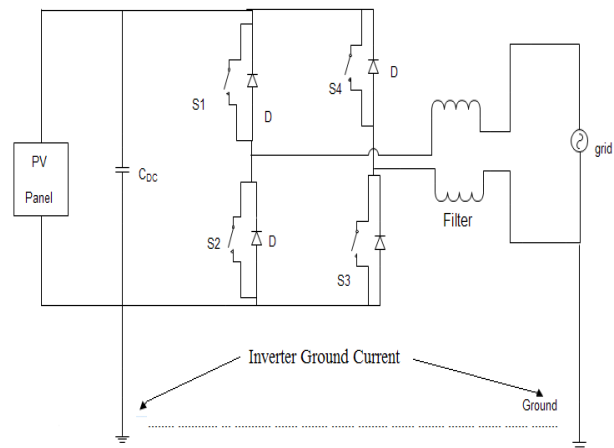 S4
D
S1
D
PV
Panel
C_DC
grid
Filter
S2
D
S3
Inverter Ground Current
Ground